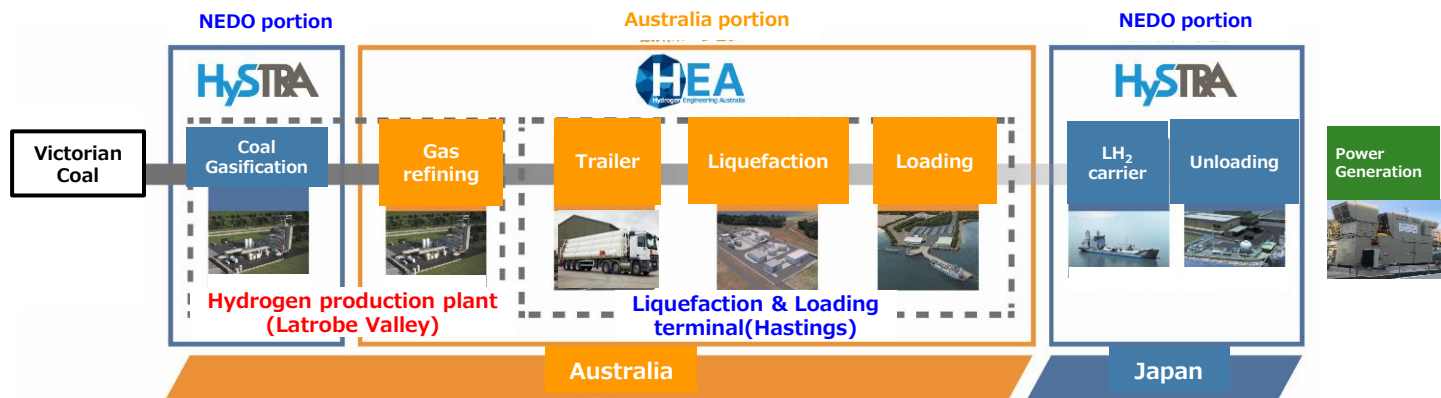 NEDO portion
Australia portion
NEDO portion
HySTRA
HEA
Hydrogen Engineering Australia
HySTRA
Victorian
Coal
Coal
Gasification
Gas
refining
Trailer
Liquefaction
Loading
LH₂
carrier
Unloading
Power
Generation
Hydrogen production plant
(Latrobe Valley)
Liquefaction & Loading
terminal(Hastings)
Australia
Japan